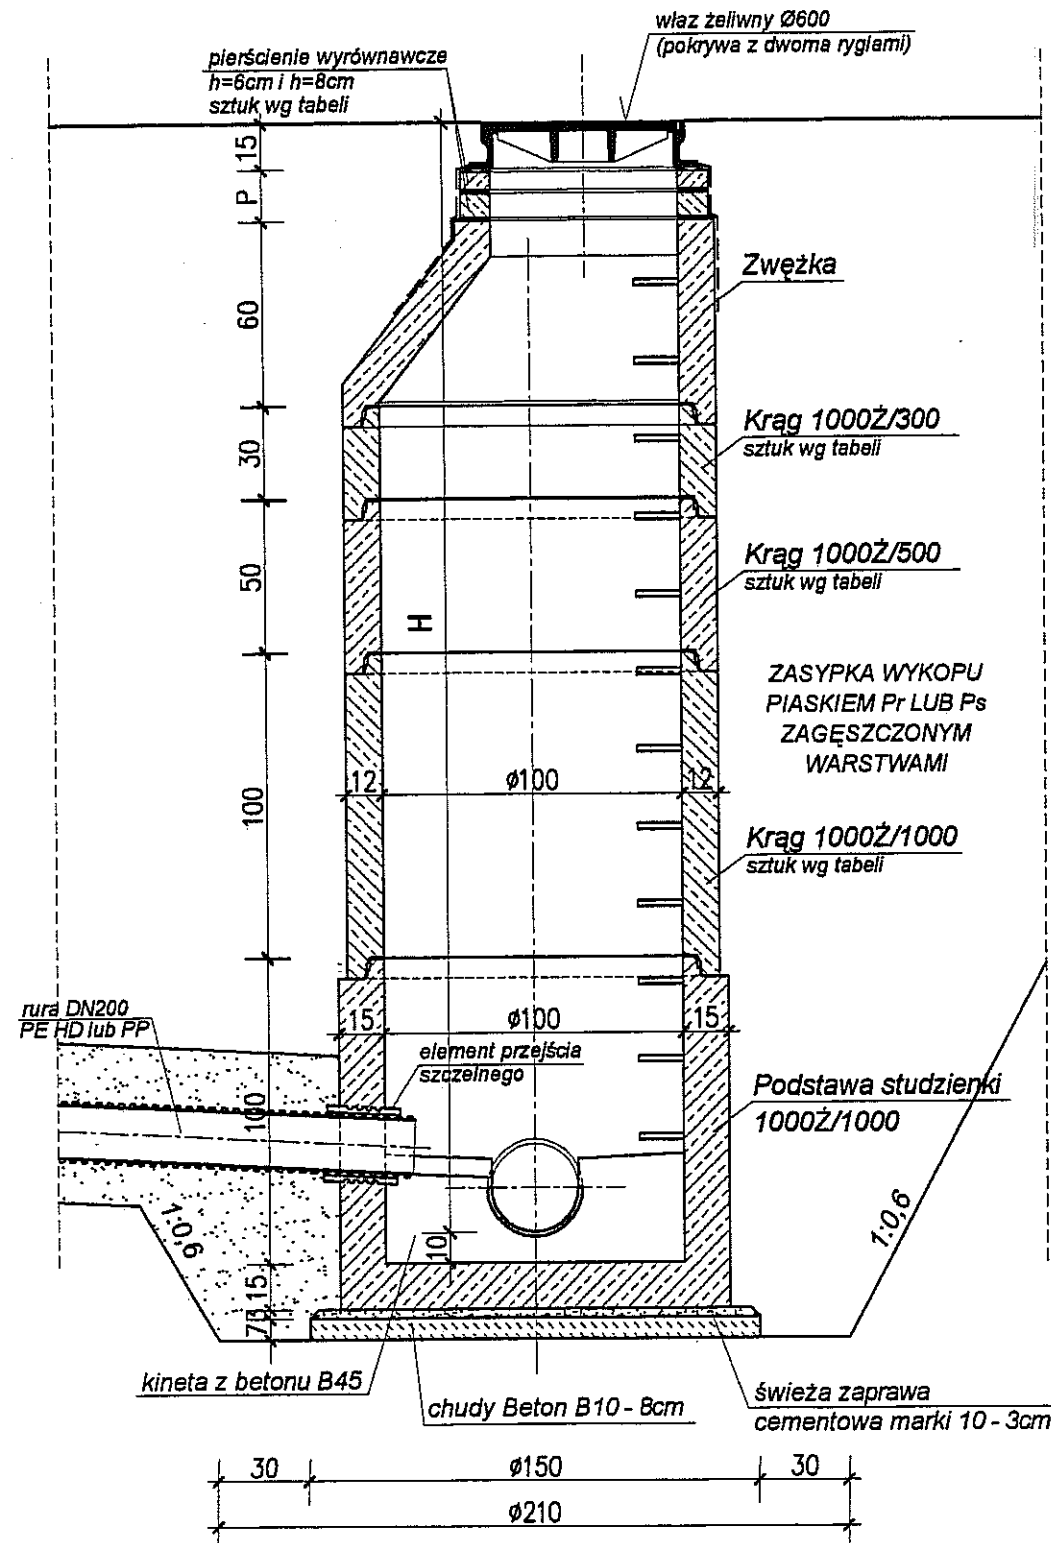 właz żeliwny Ø600
(pokrywa z dwoma ryglami)
pierścienie wyrównawcze
h=6cm i h=8cm
sztuk wg tabeli
15
P
60
30
50
100
100
15
Zwężka
Krąg 1000Ż/300
sztuk wg tabeli
Krąg 1000Ż/500
sztuk wg tabeli
H
ZASYPKA WYKOPU
PIASKIEM Pr LUB Ps
ZAGĘSZCZONYM
WARSTWAMI
12
ø100
12
Krąg 1000Ż/1000
sztuk wg tabeli
rura DN200
PE HD lub PP
15
ø100
15
element przejścia
szczelnego
Podstawa studzienki
1000Ż/1000
1:0,6
1:0,6
10
7
kineta z betonu B45
chudy Beton B10 - 8cm
świeża zaprawa
cementowa marki 10 - 3cm
30
ø150
30
ø210